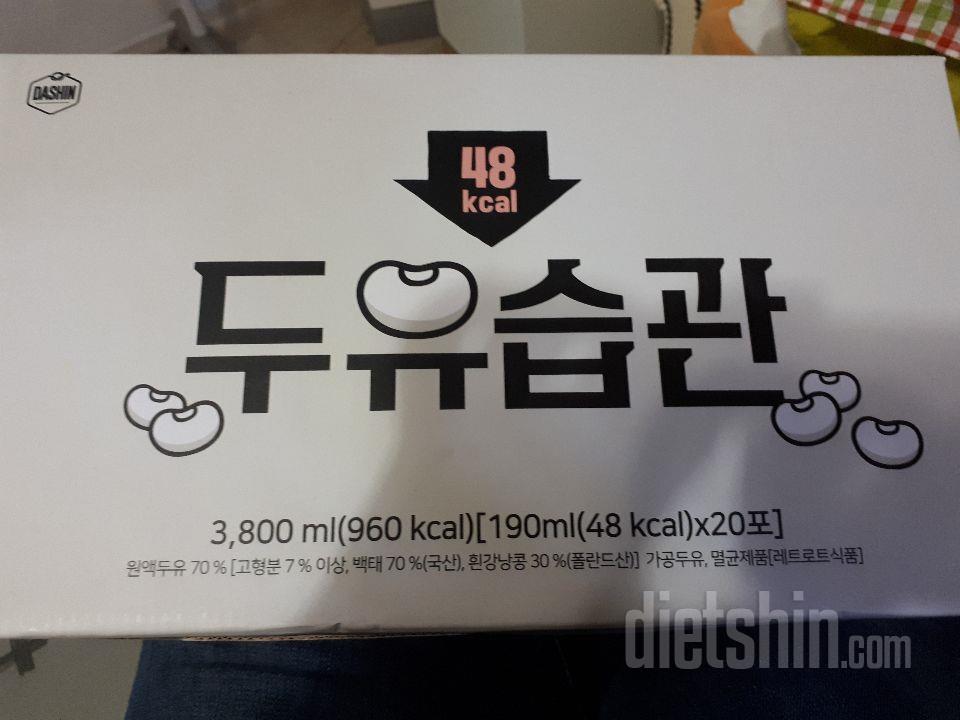 DASHIN
48
kcal
두유습관
3,800 ml(960 kcal)[190ml(48 kcal)x20포]
원액두유 70 % [고형분 7 % 이상, 백태 70 %(국산), 흰강낭콩 30 %(폴란드산)] 가공두유, 멸균제품[레트로트식품]
dietshin.com